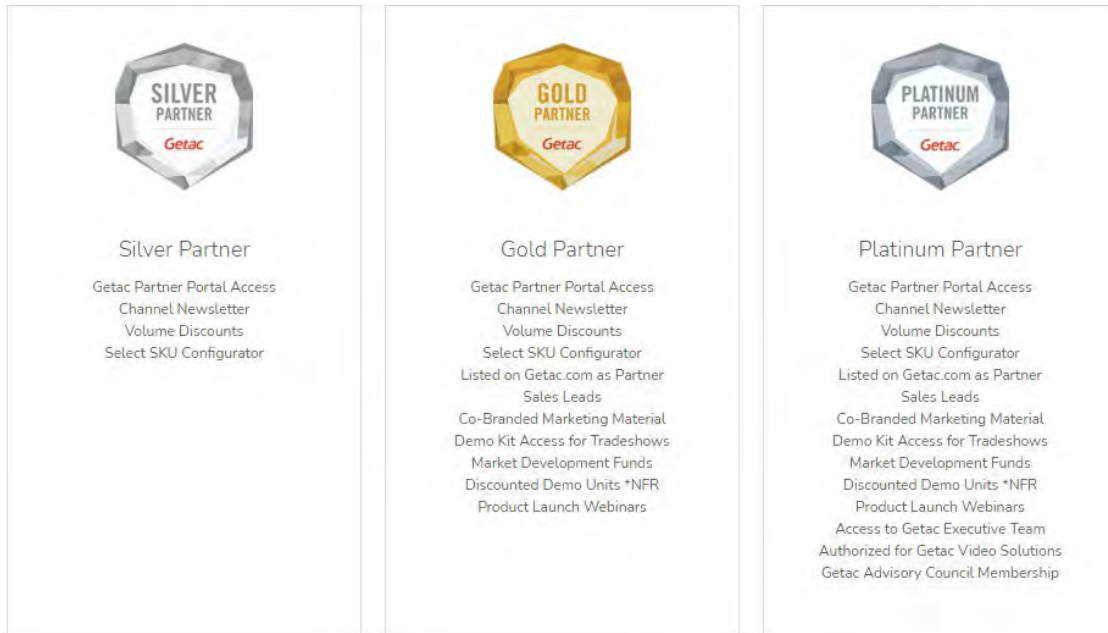 SILVER
PARTNER
Getac
Silver Partner
Getac Partner Portal Access
Channel Newsletter
Volume Discounts
Select SKU Configurator
GOLD
PARTNER
Getac
Gold Partner
Getac Partner Portal Access
Channel Newsletter
Volume Discounts
Select SKU Configurator
Listed on Getac.com as Partner
Sales Leads
Co-Branded Marketing Material
Demo Kit Access for Tradeshows
Market Development Funds
Discounted Demo Units *NFR
Product Launch Webinars
PLATINUM
PARTNER
Getac
Platinum Partner
Getac Partner Portal Access
Channel Newsletter
Volume Discounts
Select SKU Configurator
Listed on Getac.com as Partner
Sales Leads
Co-Branded Marketing Material
Demo Kit Access for Tradeshows
Market Development Funds
Discounted Demo Units *NFR
Product Launch Webinars
Access to Getac Executive Team
Authorized for Getac Video Solutions
Getac Advisory Council Membership